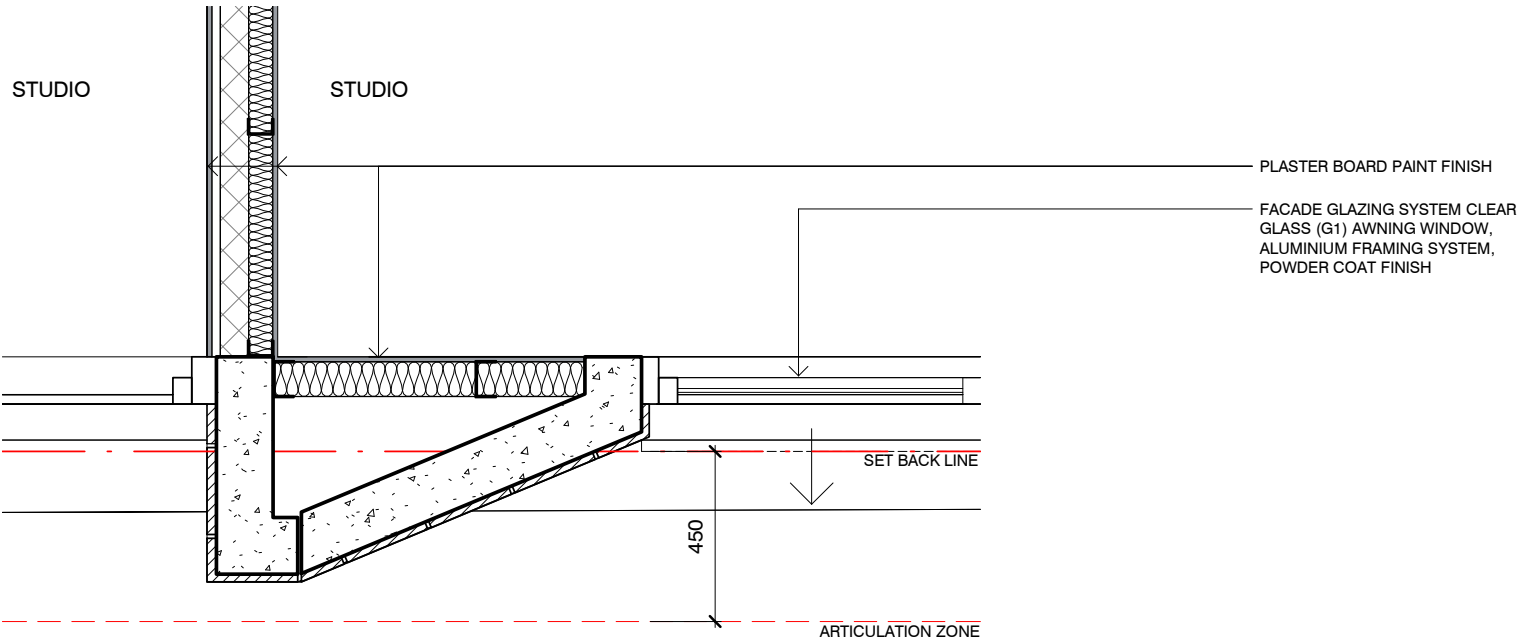 STUDIO
STUDIO
PLASTER BOARD PAINT FINISH
FACADE GLAZING SYSTEM CLEAR
GLASS (G1) AWNING WINDOW,
ALUMINIUM FRAMING SYSTEM,
POWDER COAT FINISH
SET BACK LINE
450
ARTICULATION ZONE